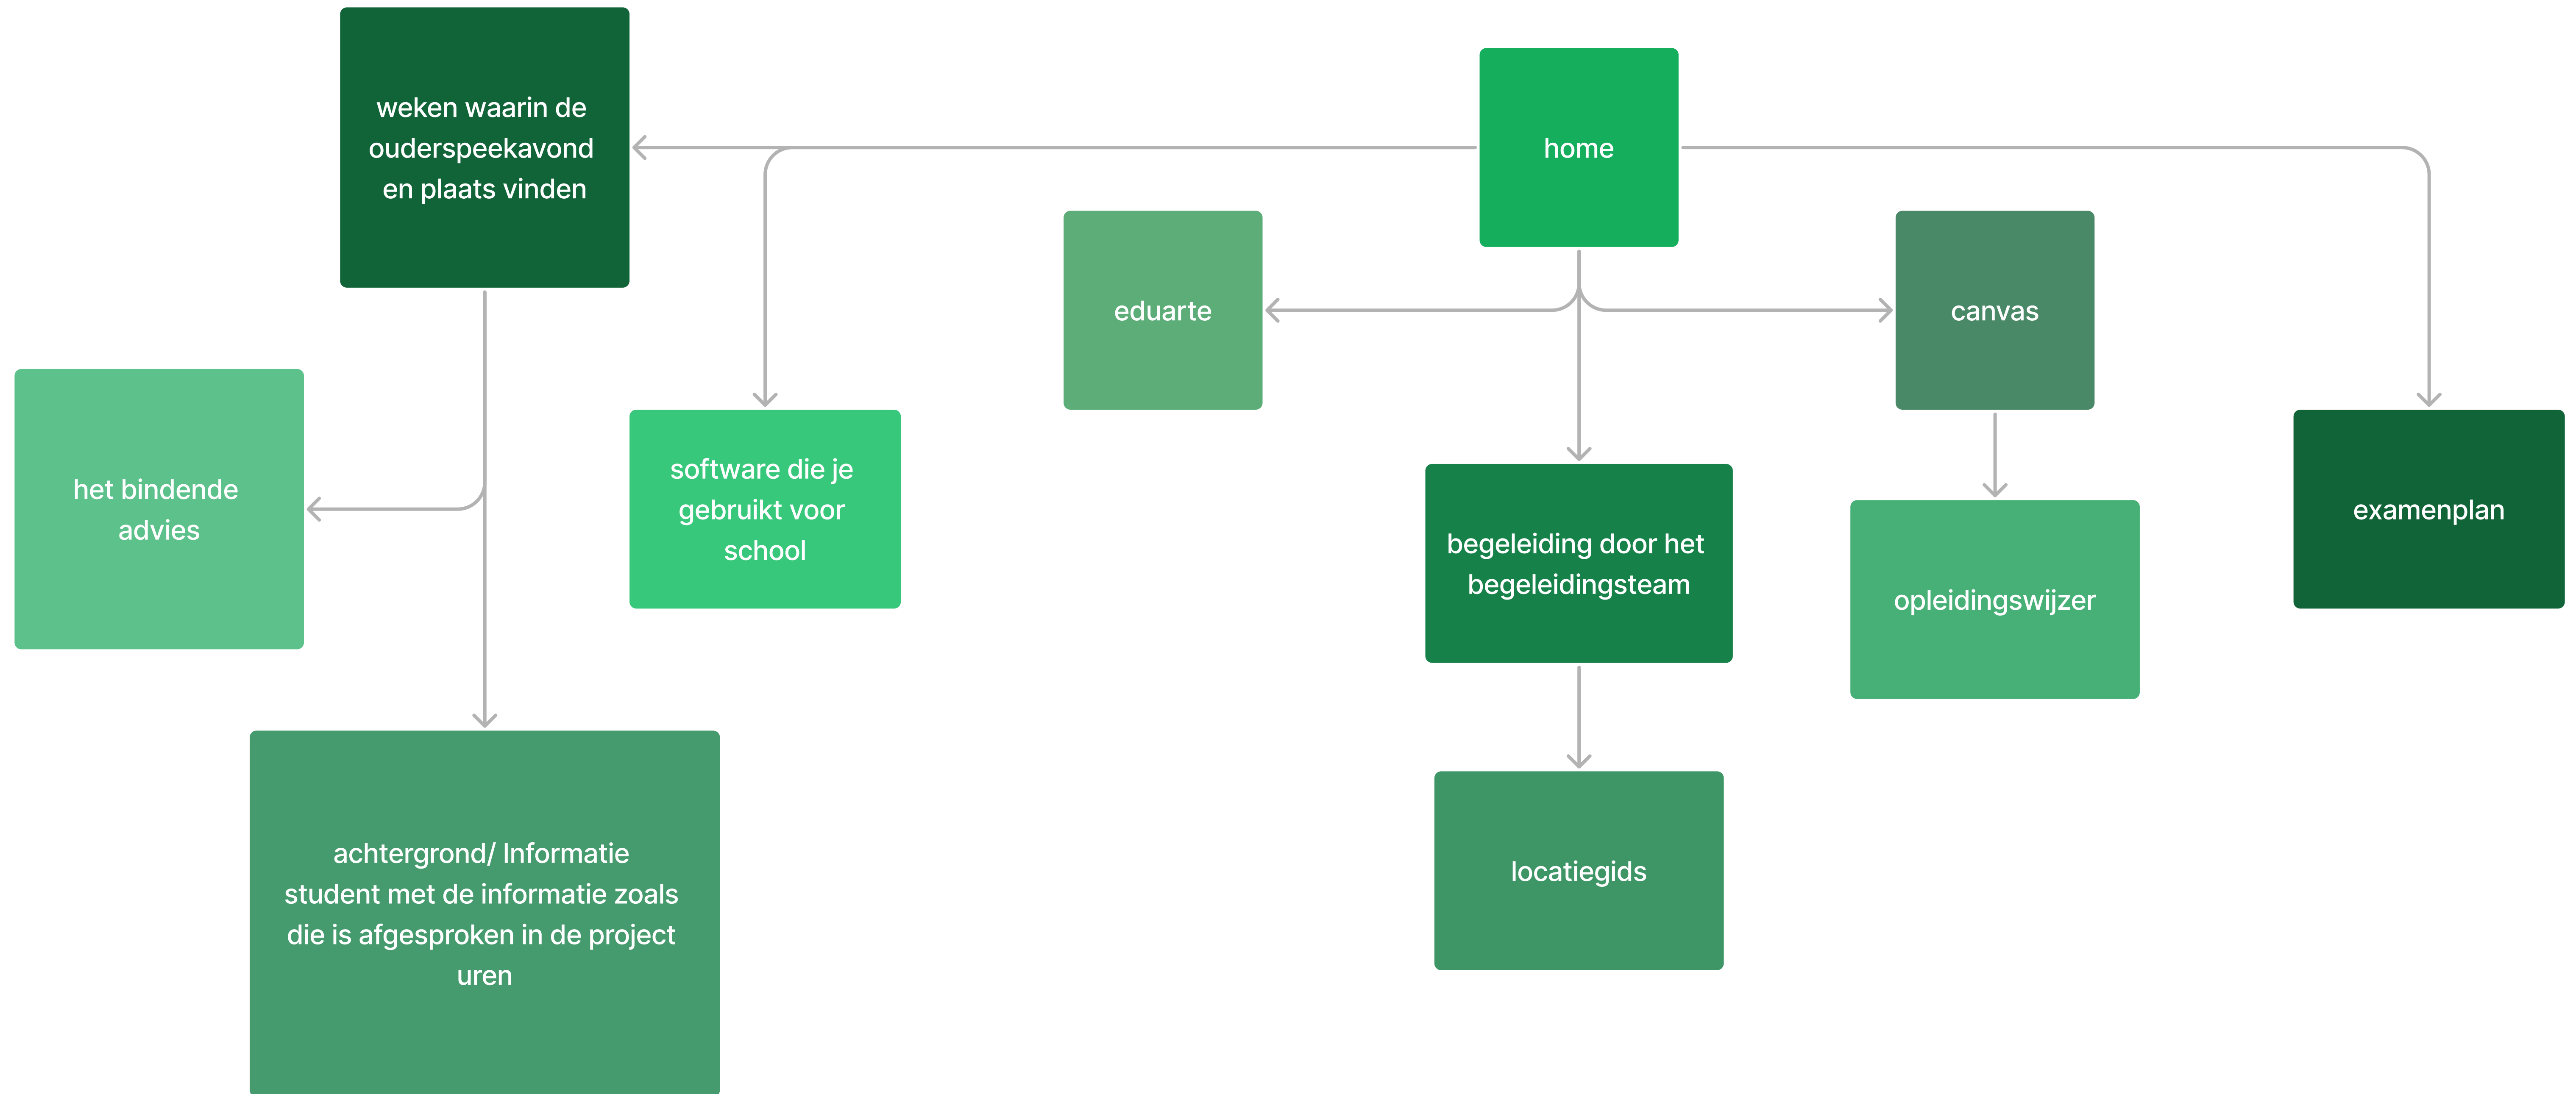 weken waarin de
ouderspeekavond
en plaats vinden
home
eduarte
canvas
het bindende
advies
software die je
gebruikt voor
school
begeleiding door het
begeleidingsteam
opleidingswijzer
examenplan
achtergrond/ Informatie
student met de informatie zoals
die is afgesproken in de project
uren
locatiegids